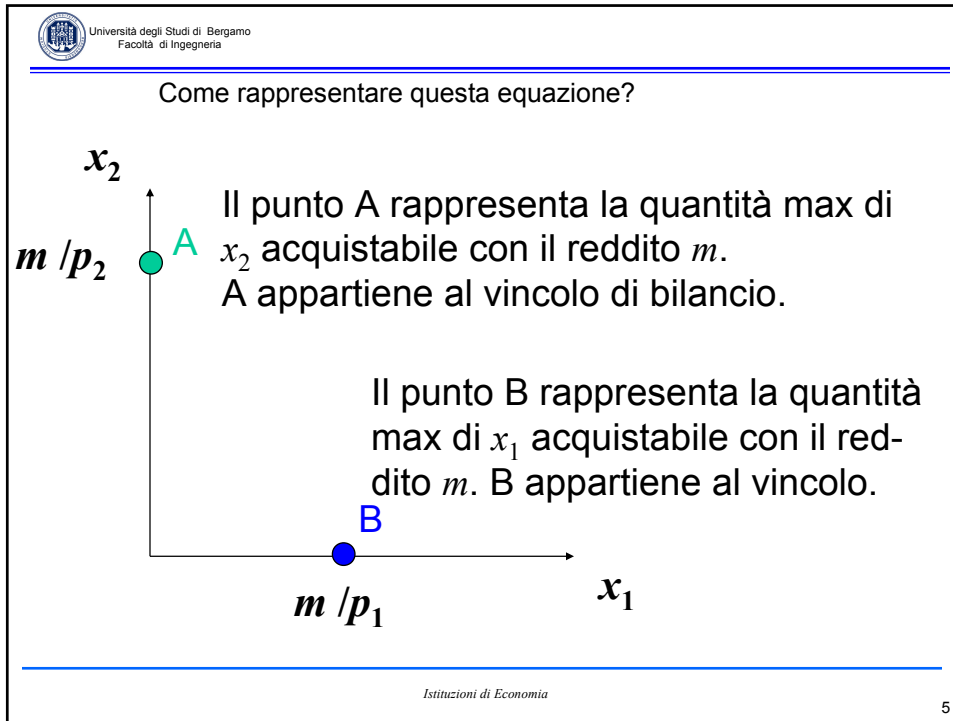 Università degli Studi di Bergamo
Facoltà di Ingegneria
Come rappresentare questa equazione?
x₂
Il punto A rappresenta la quantità max di
x₂ acquistabile con il reddito m.
A appartiene al vincolo di bilancio.
A
m /p₂
Il punto B rappresenta la quantità
max di x₁ acquistabile con il red-
dito m. B appartiene al vincolo.
B
m /p₁
x₁
Istituzioni di Economia
5